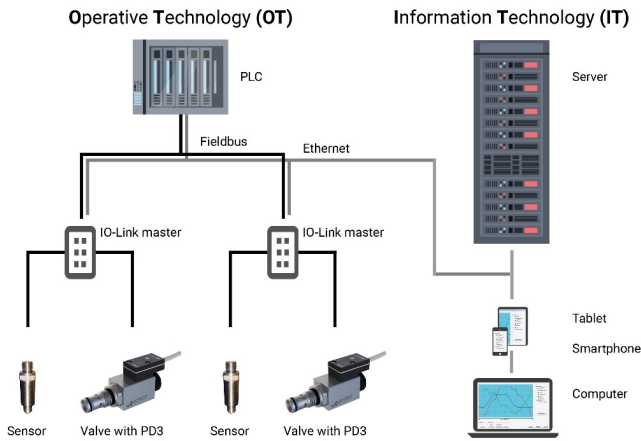 Operative Technology (OT)
Information Technology (IT)
PLC
Server
Fieldbus
Ethernet
IO-Link master
IO-Link master
Tablet
Smartphone
Computer
Sensor
Valve with PD3
Sensor
Valve with PD3